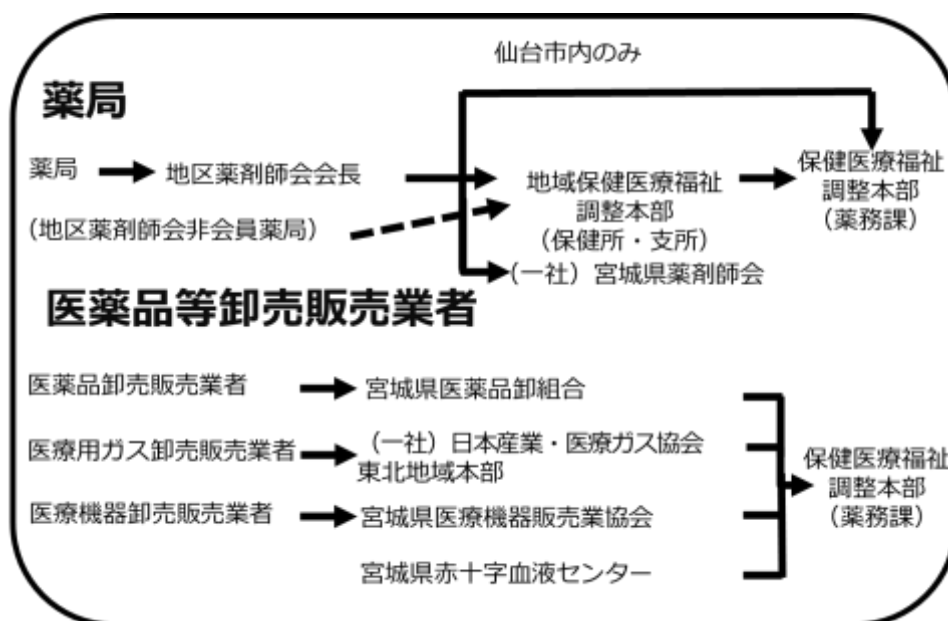 仙台市内のみ
薬局
薬局
地区薬剤師会会長
(地区薬剤師会非会員薬局)
地域保健医療福祉
調整本部
(保健所・支所)
保健医療福祉
調整本部
(薬務課)
(一社)宮城県薬剤師会
医薬品等卸売販売業者
医薬品卸売販売業者
宮城県医薬品卸組合
医療用ガス卸売販売業者
(一社)日本産業・医療ガス協会
東北地域本部
医療機器卸売販売業者
宮城県医療機器販売業協会
宮城県赤十字血液センター
保健医療福祉
調整本部
(薬務課)